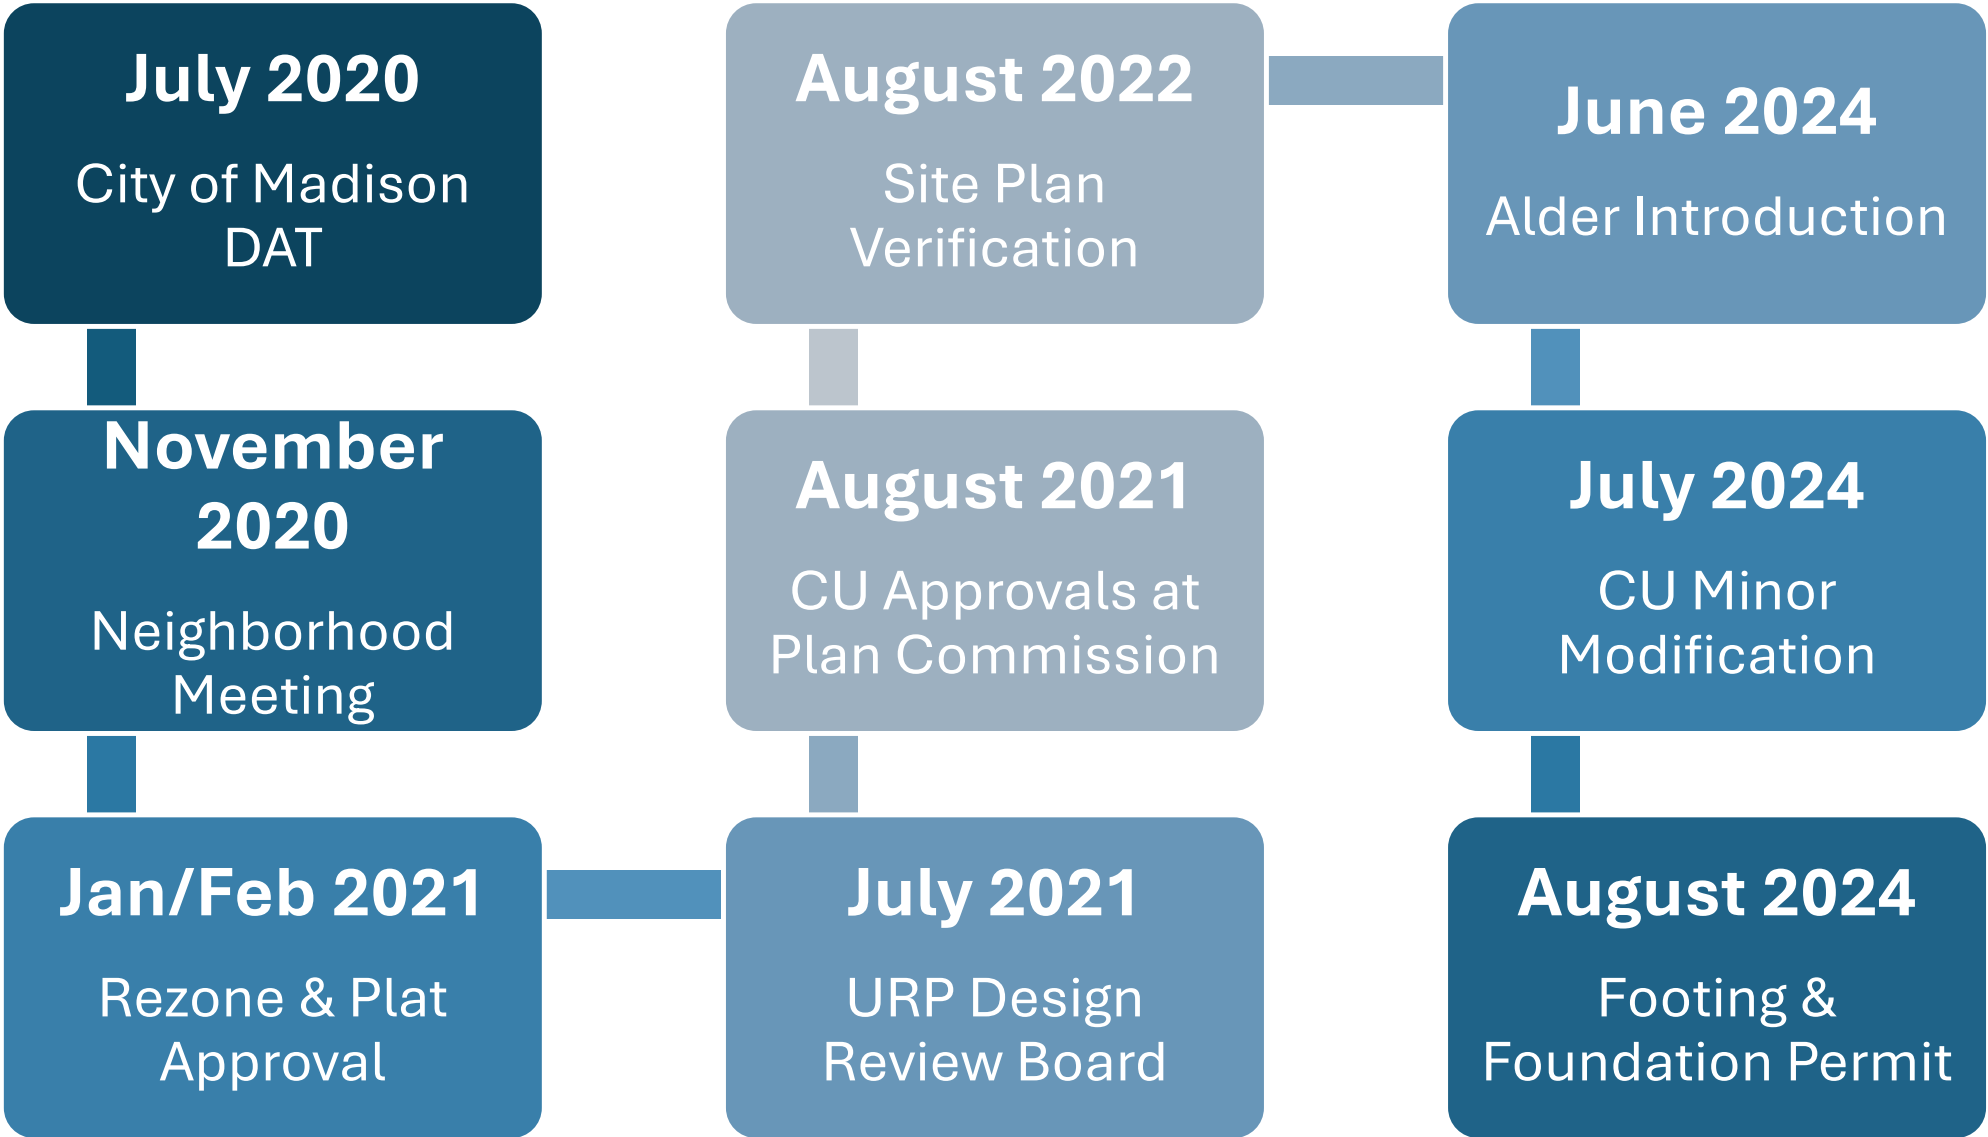 July 2020
City of Madison
DAT
November
2020
Neighborhood
Meeting
Jan/Feb 2021
Rezone & Plat
Approval
July 2021
URP Design
Review Board
August 2021
CU Approvals at
Plan Commission
August 2022
Site Plan
Verification
June 2024
Alder Introduction
July 2024
CU Minor
Modification
August 2024
Footing &
Foundation Permit